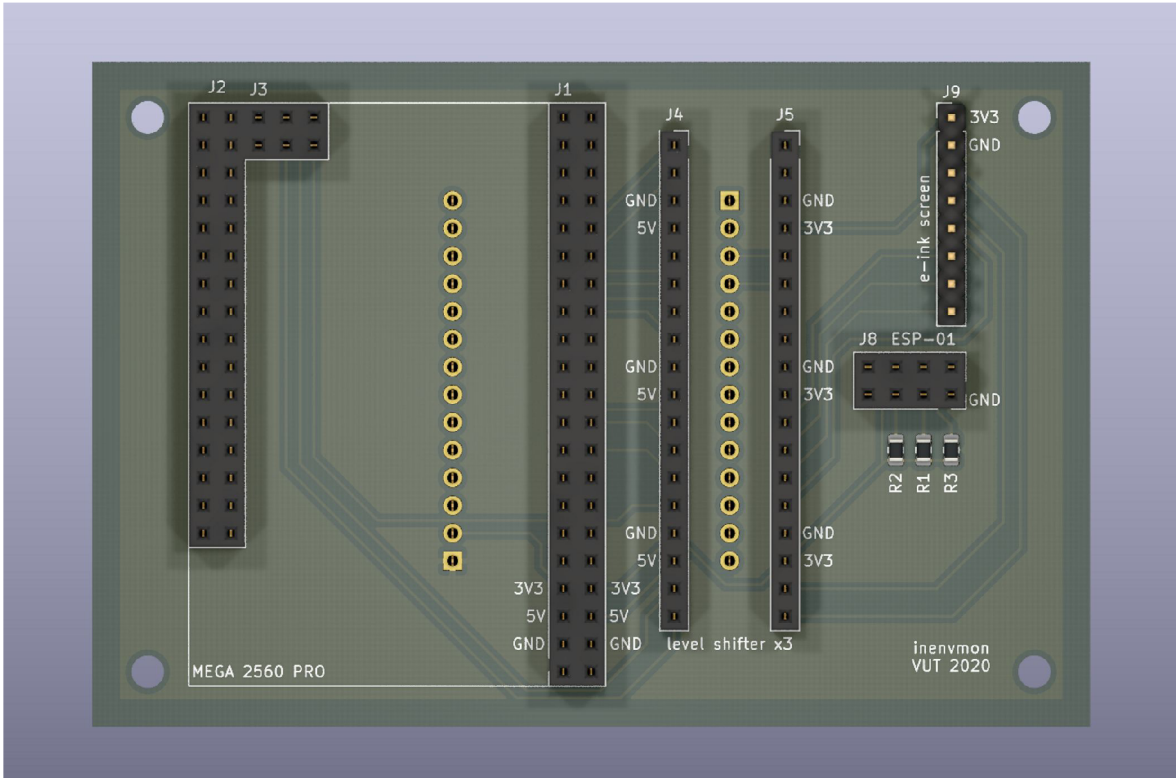 J2 J3 J1 J4 J5 J9
3V3
GND
GND GND
5V 3V3
e-ink screen
J8 ESP-01
GND GND
5V 3V3
GND
R2 R1 R3
GND GND
5V 3V3
3V3 3V3
5V 5V
GND GND
level shifter x3
inenvmon
VUT 2020
MEGA 2560 PRO